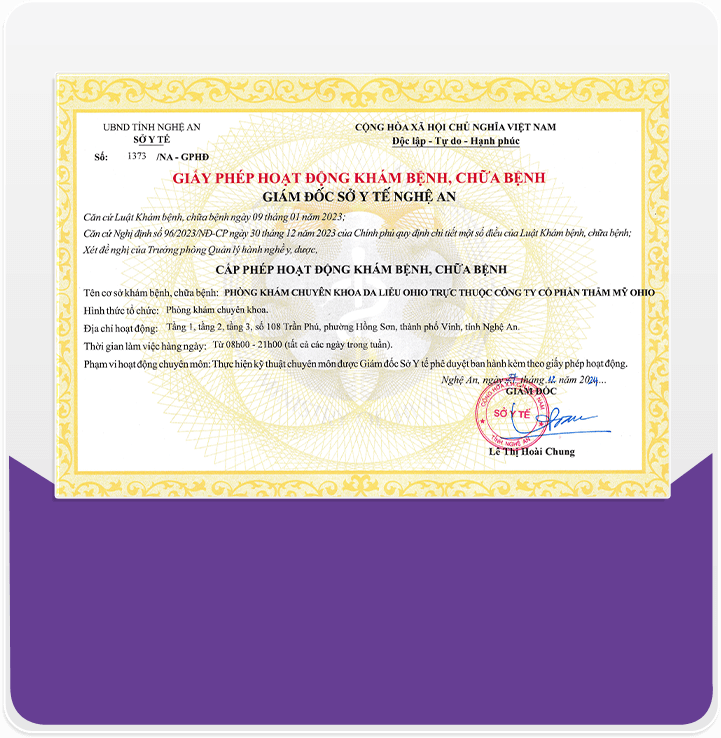 UBND TỈNH NGHỆ AN
SỞ Y TẾ
Số: 1373 /NA - GPHĐ
CỘNG HÒA XÃ HỘI CHỦ NGHĨA VIỆT NAM
Độc lập - Tự do - Hạnh phúc
GIẤY PHÉP HOẠT ĐỘNG KHÁM BỆNH, CHỮA BỆNH
GIÁM ĐỐC SỞ Y TẾ NGHỆ AN
Căn cứ Luật Khám bệnh, chữa bệnh ngày 09 tháng 01 năm 2023;
Căn cứ Nghị định số 96/2023/NĐ-CP ngày 30 tháng 12 năm 2023 của Chính phủ quy định chi tiết một số điều của Luật Khám bệnh, chữa bệnh;
Xét đề nghị của Trưởng phòng Quản lý hành nghề y, dược,
CẤP PHÉP HOẠT ĐỘNG KHÁM BỆNH, CHỮA BỆNH
Tên cơ sở khám bệnh, chữa bệnh: PHÒNG KHÁM CHUYÊN KHOA DA LIỄU OHIO TRỰC THUỘC CÔNG TY CỔ PHẦN THẨM MỸ OHIO
Hình thức tổ chức: Phòng khám chuyên khoa.
Địa chỉ hoạt động: Tầng 1, tầng 2, tầng 3, số 108 Trần Phú, phường Hồng Sơn, thành phố Vinh, tỉnh Nghệ An.
Thời gian làm việc hàng ngày: Từ 08h00 - 21h00 (tất cả các ngày trong tuần).
Phạm vi hoạt động chuyên môn: Thực hiện kỹ thuật chuyên môn được Giám đốc Sở Y tế phê duyệt ban hành kèm theo giấy phép hoạt động.
Nghệ An, ngày tháng 12 năm 2024...
GIÁM ĐỐC
SỞ Y TẾ
TỈNH NGHỆ AN
Lê Thị Hoài Chung